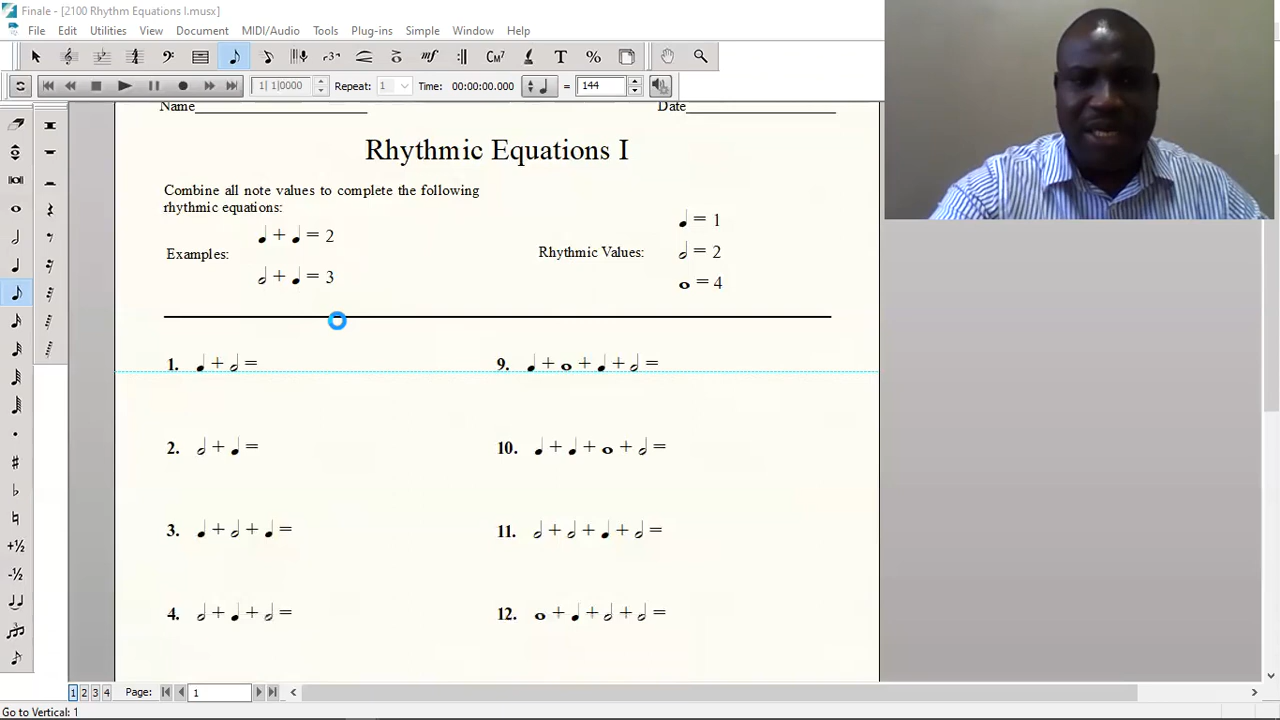 Finale - [2100 Rhythm Equations I.musx]
File Edit Utilities View Document MIDI/Audio Tools Plug-ins Simple Window Help
1| 1|0000 Repeat: 1 Time: 00:00:00.000 = 144
Name Date
Rhythmic Equations I
Combine all note values to complete the following
rhythmic equations:
Examples: ♩ + ♩ = 2
𝅗𝅥 + ♩ = 3
Rhythmic Values: ♩ = 1
𝅗𝅥 = 2
𝅝 = 4
1. ♩ + 𝅗𝅥 =
2. 𝅗𝅥 + ♩ =
3. ♩ + 𝅗𝅥 + ♩ =
4. 𝅗𝅥 + ♩ + 𝅗𝅥 =
9. ♩ + 𝅝 + ♩ + 𝅗𝅥 =
10. ♩ + ♩ + 𝅝 + 𝅗𝅥 =
11. 𝅗𝅥 + 𝅗𝅥 + ♩ + 𝅗𝅥 =
12. 𝅝 + ♩ + 𝅗𝅥 + 𝅗𝅥 =
1 2 3 4 Page: 1
Go to Vertical: 1